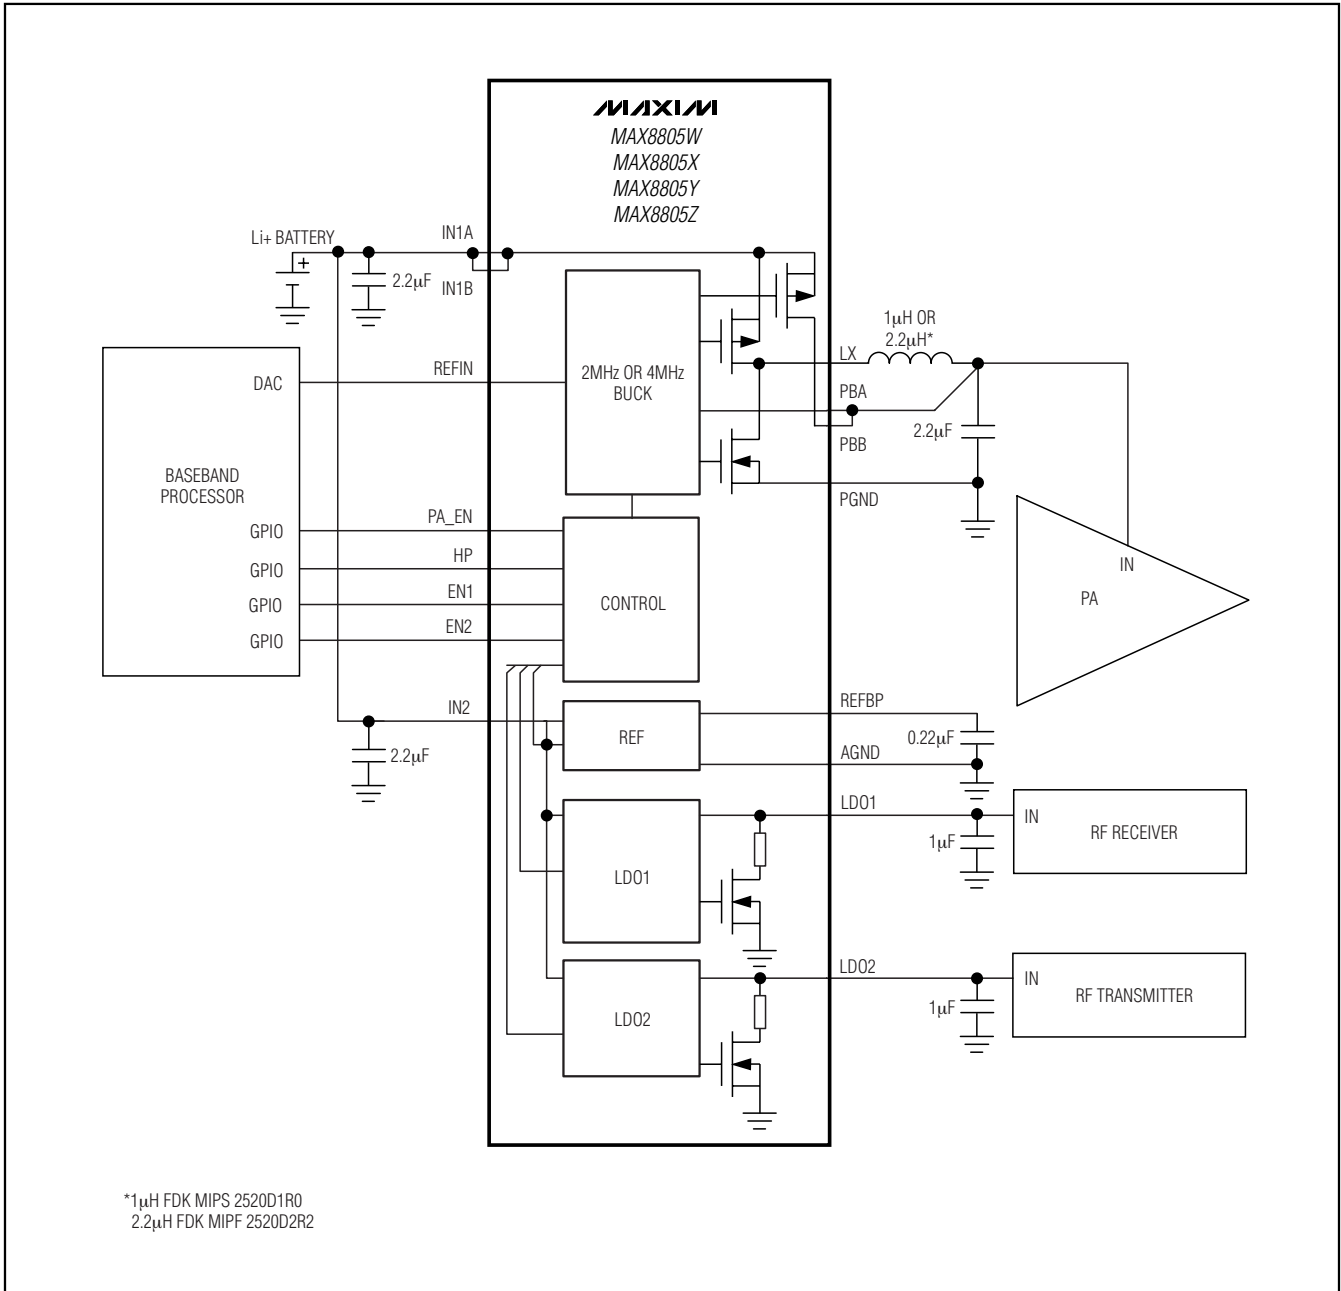 MAXIM
MAX8805W
MAX8805X
MAX8805Y
MAX8805Z
Li+ BATTERY
+
2.2µF
IN1A
IN1B
1µH OR
2.2µH*
LX
2MHz OR 4MHz
BUCK
DAC
REFIN
PBA
PBB
2.2µF
PGND
BASEBAND
PROCESSOR
GPIO
PA_EN
GPIO
HP
GPIO
EN1
GPIO
EN2
CONTROL
IN
PA
IN2
2.2µF
REF
REFBP
0.22µF
AGND
LDO1
LDO1
1µF
IN
RF RECEIVER
LDO2
LDO2
1µF
IN
RF TRANSMITTER
*1µH FDK MIPS 2520D1R0
2.2µH FDK MIPF 2520D2R2